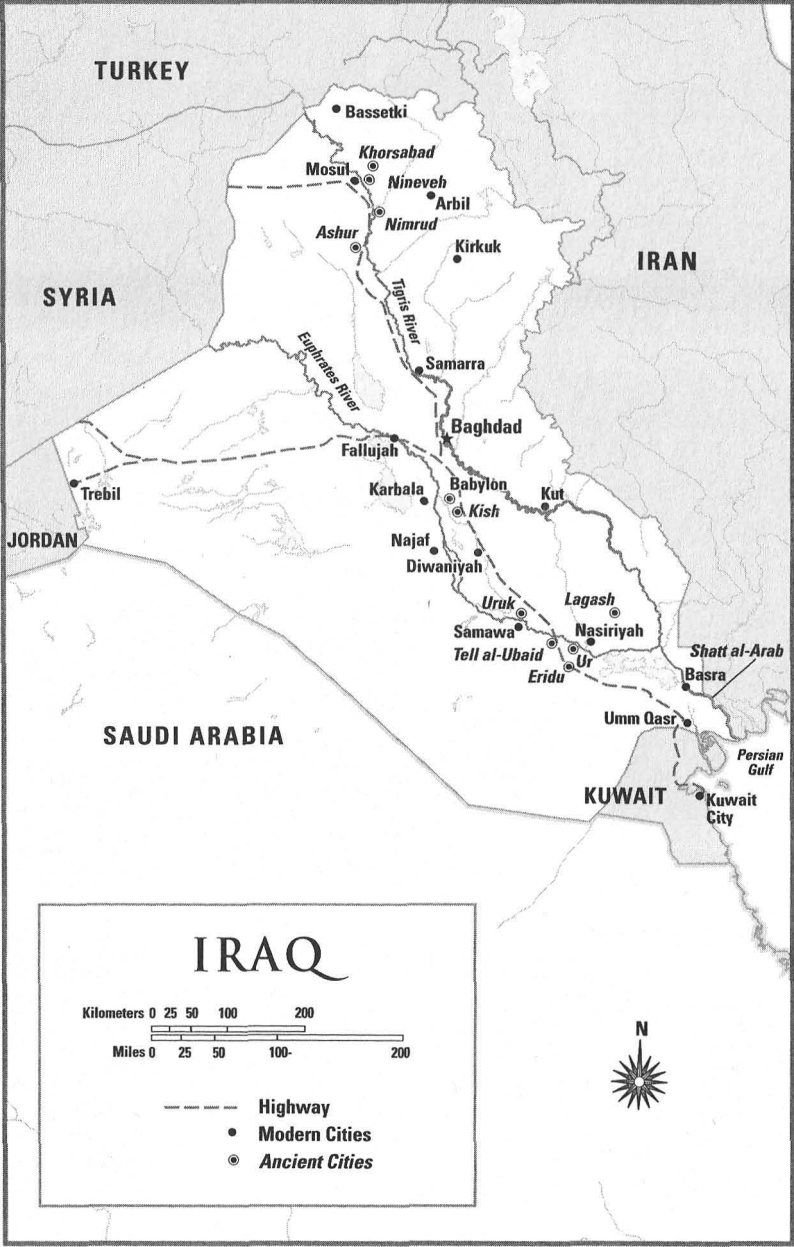 TURKEY
Bassetki
Khorsabad
Mosul
Nineveh
Arbil
Nimrud
Ashur
Kirkuk
IRAN
SYRIA
Tigris River
Euphrates River
Samarra
Baghdad
Fallujah
Trebil
Karbala
Babylon
Kut
Kish
JORDAN
Najaf
Diwaniyah
Uruk
Lagash
Samawa
Nasiriyah
Tell al-Ubaid
Ur
Shatt al-Arab
Eridu
Basra
Umm Qasr
SAUDI ARABIA
Persian
Gulf
KUWAIT
Kuwait
City
IRAQ
Kilometers 0 25 50 100 200
Miles 0 25 50 100- 200
N
Highway
Modern Cities
Ancient Cities